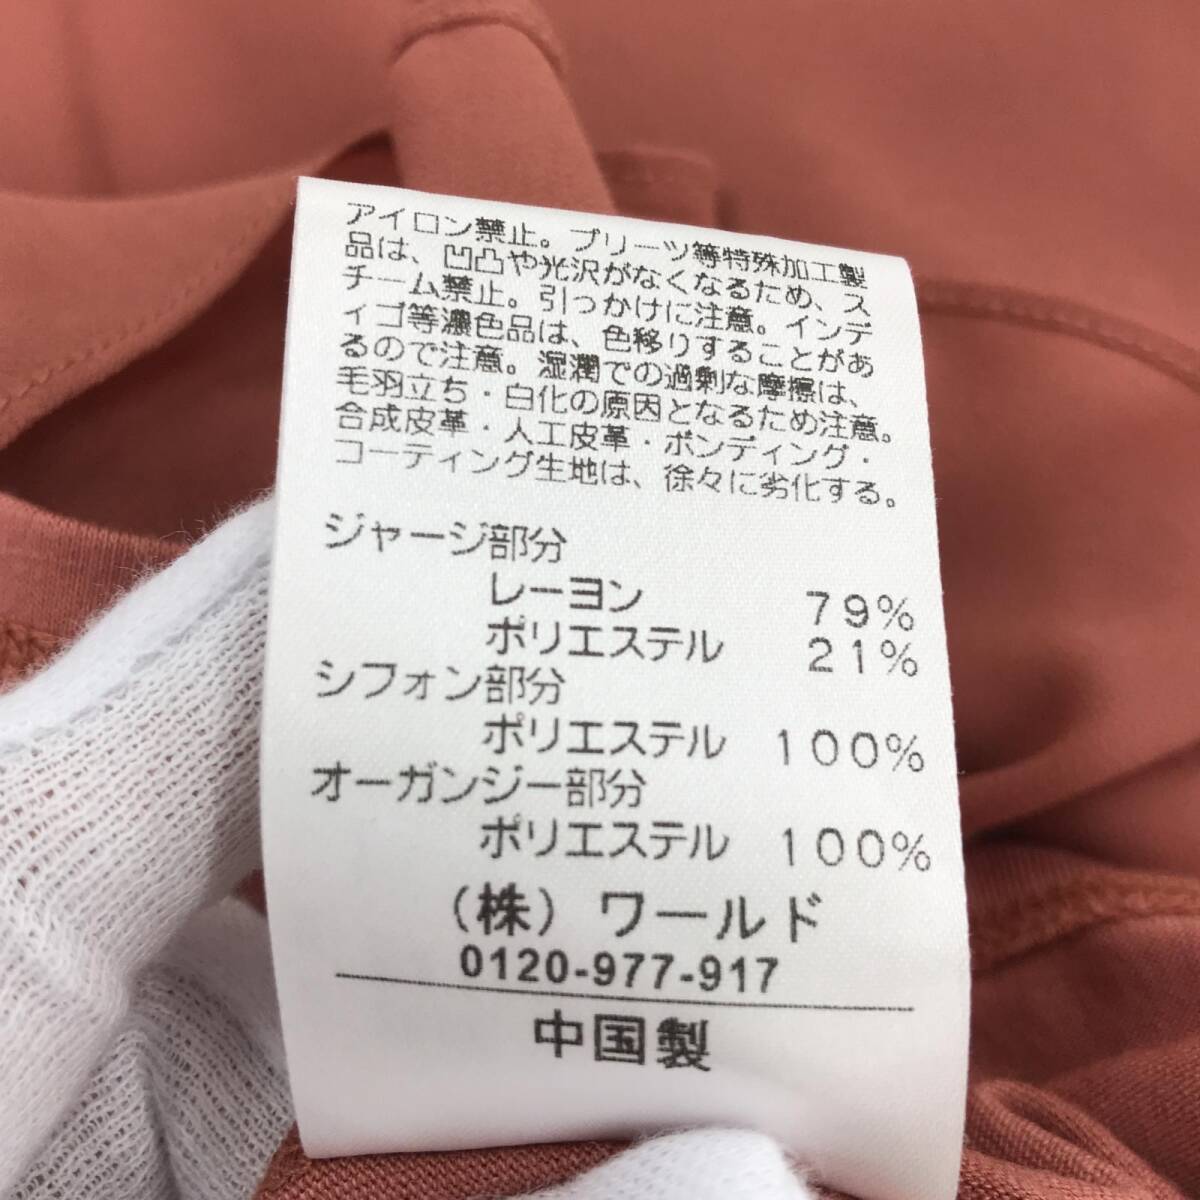 アイロン禁止。プリーツ等特殊加工製
品は、凹凸や光沢がなくなるため、ス
チーム禁止。引っかけに注意。インデ
ィゴ等濃色品は、色移りすることがあ
るので注意。湿潤での過剰な摩擦は、
毛羽立ち・白化の原因となるため注意。
合成皮革・人工皮革・ボンディング・
コーティング生地は、徐々に劣化する。
ジャージ部分
レーヨン 79%
ポリエステル 21%
シフォン部分
ポリエステル 100%
オーガンジー部分
ポリエステル 100%
(株) ワールド
0120-977-917
中国製